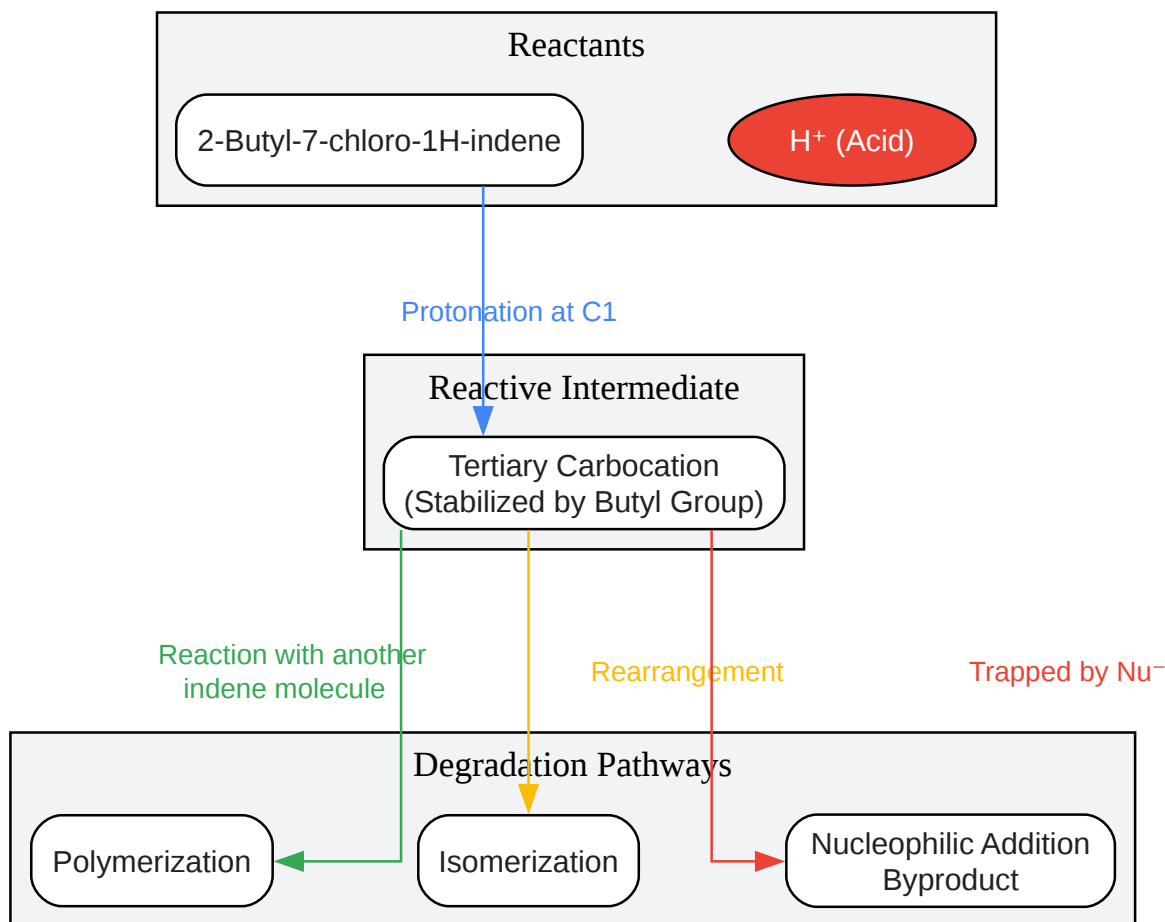 Reactants
2-Butyl-7-chloro-1H-indene
H⁺ (Acid)
Protonation at C1
Reactive Intermediate
Tertiary Carbocation
(Stabilized by Butyl Group)
Reaction with another
indene molecule
Rearrangement
Trapped by Nu⁻
Degradation Pathways
Polymerization
Isomerization
Nucleophilic Addition
Byproduct